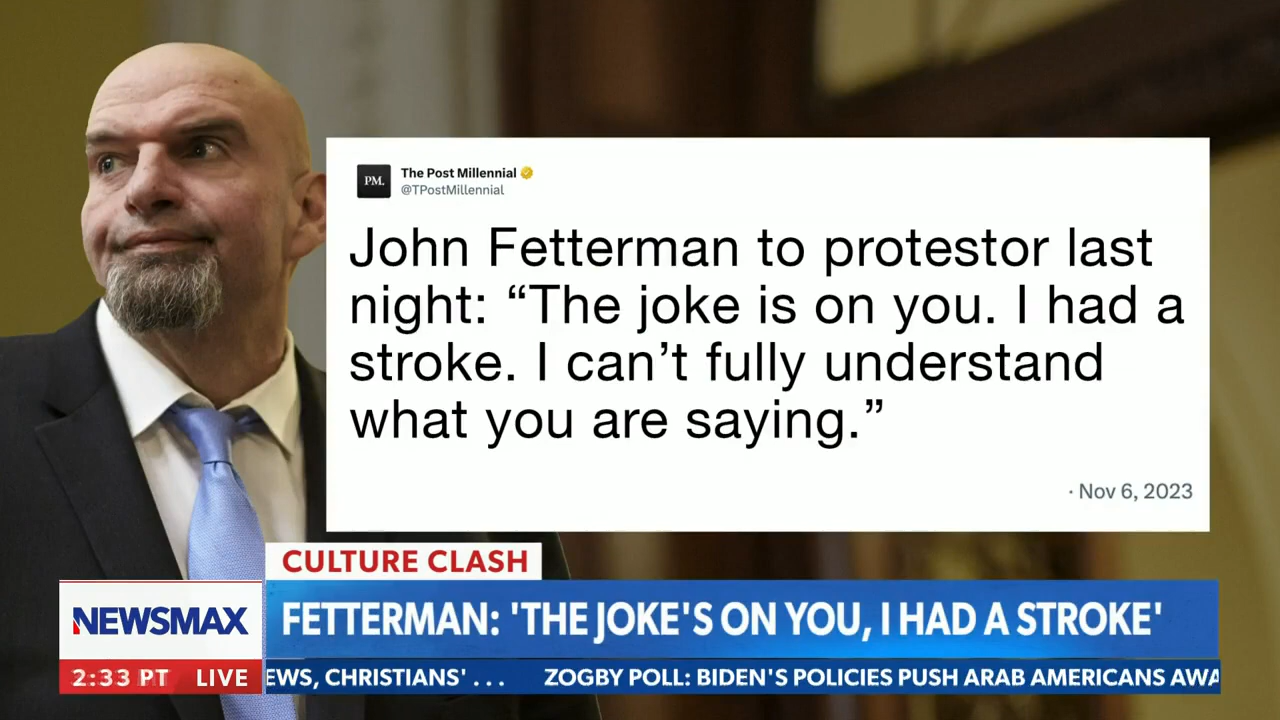 PM.
The Post Millennial
@TPostMillennial
John Fetterman to protestor last
night: “The joke is on you. I had a
stroke. I can’t fully understand
what you are saying.”
· Nov 6, 2023
CULTURE CLASH
NEWSMAX
FETTERMAN: 'THE JOKE'S ON YOU, I HAD A STROKE'
2:33 PT LIVE
EWS, CHRISTIANS' . . . ZOGBY POLL: BIDEN'S POLICIES PUSH ARAB AMERICANS AWA